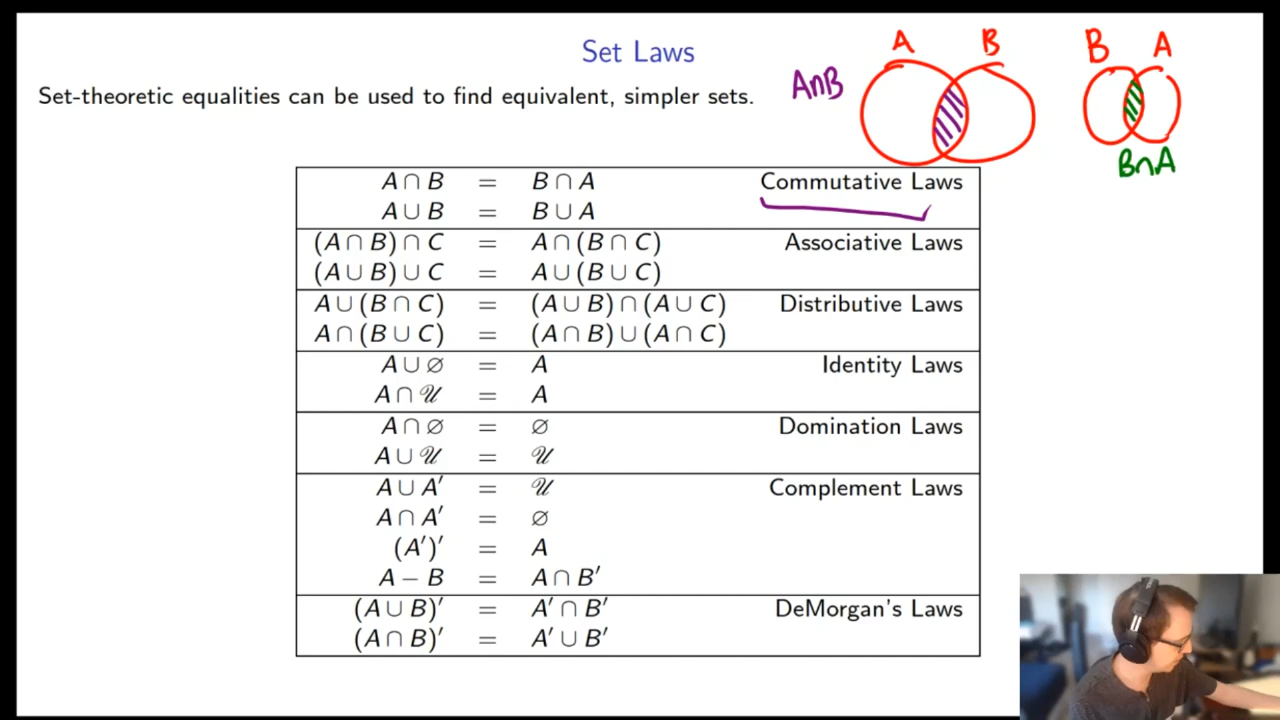 Set Laws
Set-theoretic equalities can be used to find equivalent, simpler sets.
A∩B
A B
B A
B∩A
A ∩ B = B ∩ A Commutative Laws
A ∪ B = B ∪ A
(A ∩ B) ∩ C = A ∩ (B ∩ C) Associative Laws
(A ∪ B) ∪ C = A ∪ (B ∪ C)
A ∪ (B ∩ C) = (A ∪ B) ∩ (A ∪ C) Distributive Laws
A ∩ (B ∪ C) = (A ∩ B) ∪ (A ∩ C)
A ∪ ∅ = A Identity Laws
A ∩ 𝒰 = A
A ∩ ∅ = ∅ Domination Laws
A ∪ 𝒰 = 𝒰
A ∪ A′ = 𝒰 Complement Laws
A ∩ A′ = ∅
(A′)′ = A
A − B = A ∩ B′
(A ∪ B)′ = A′ ∩ B′ DeMorgan's Laws
(A ∩ B)′ = A′ ∪ B′